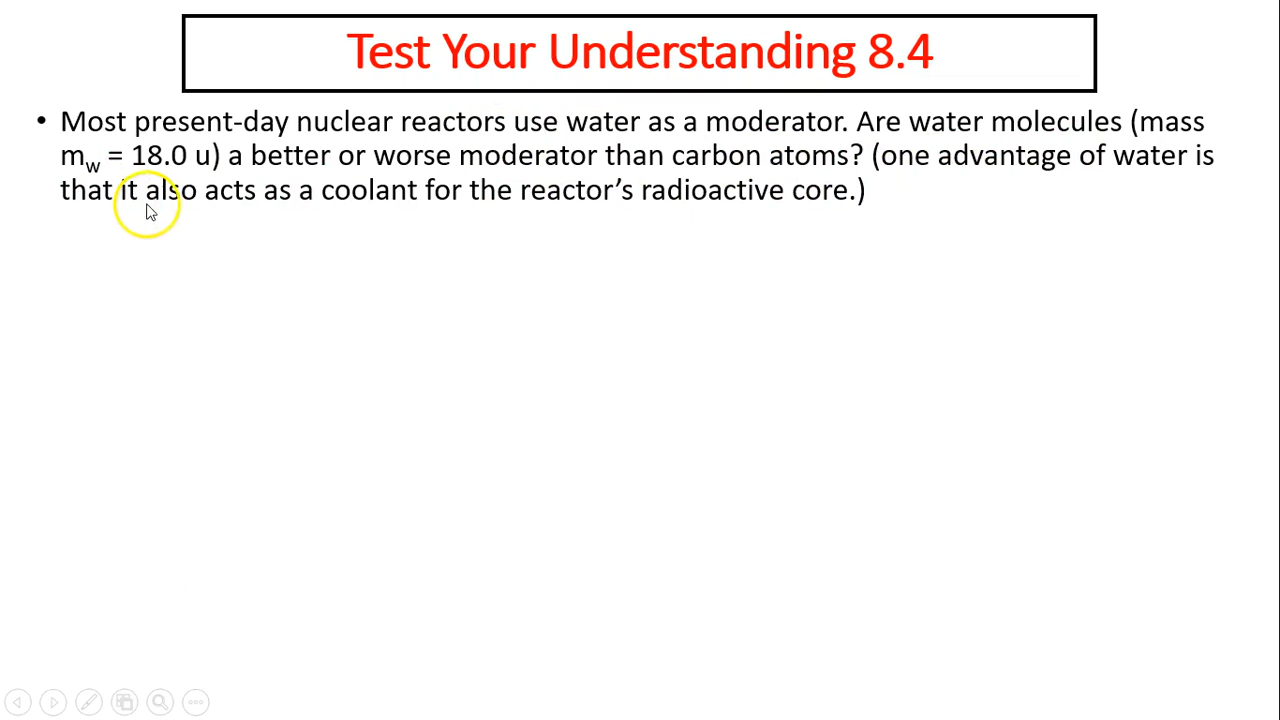 Test Your Understanding 8.4
• Most present-day nuclear reactors use water as a moderator. Are water molecules (mass
mw = 18.0 u) a better or worse moderator than carbon atoms? (one advantage of water is
that it also acts as a coolant for the reactor’s radioactive core.)